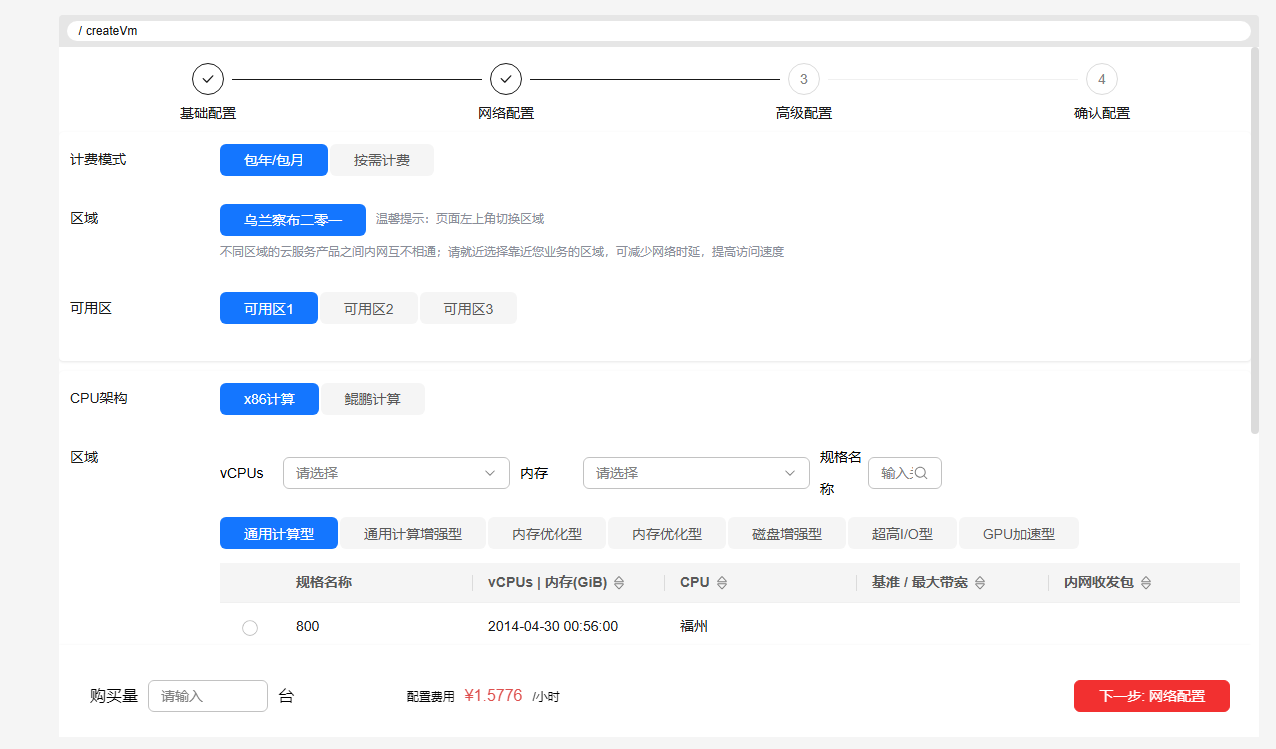 / createVm
3
4
基础配置
网络配置
高级配置
确认配置
计费模式
包年/包月
按需计费
区域
乌兰察布二零一
温馨提示：页面左上角切换区域
不同区域的云服务产品之间内网互不相通；请就近选择靠近您业务的区域，可减少网络时延，提高访问速度
可用区
可用区1
可用区2
可用区3
CPU架构
x86计算
鲲鹏计算
区域
vCPUs
请选择
内存
请选择
规格名
称
输入
通用计算型
通用计算增强型
内存优化型
内存优化型
磁盘增强型
超高I/O型
GPU加速型
规格名称
vCPUs | 内存(GiB)
CPU
基准 / 最大带宽
内网收发包
800
2014-04-30 00:56:00
福州
购买量
请输入
台
配置费用
¥1.5776
/小时
下一步: 网络配置